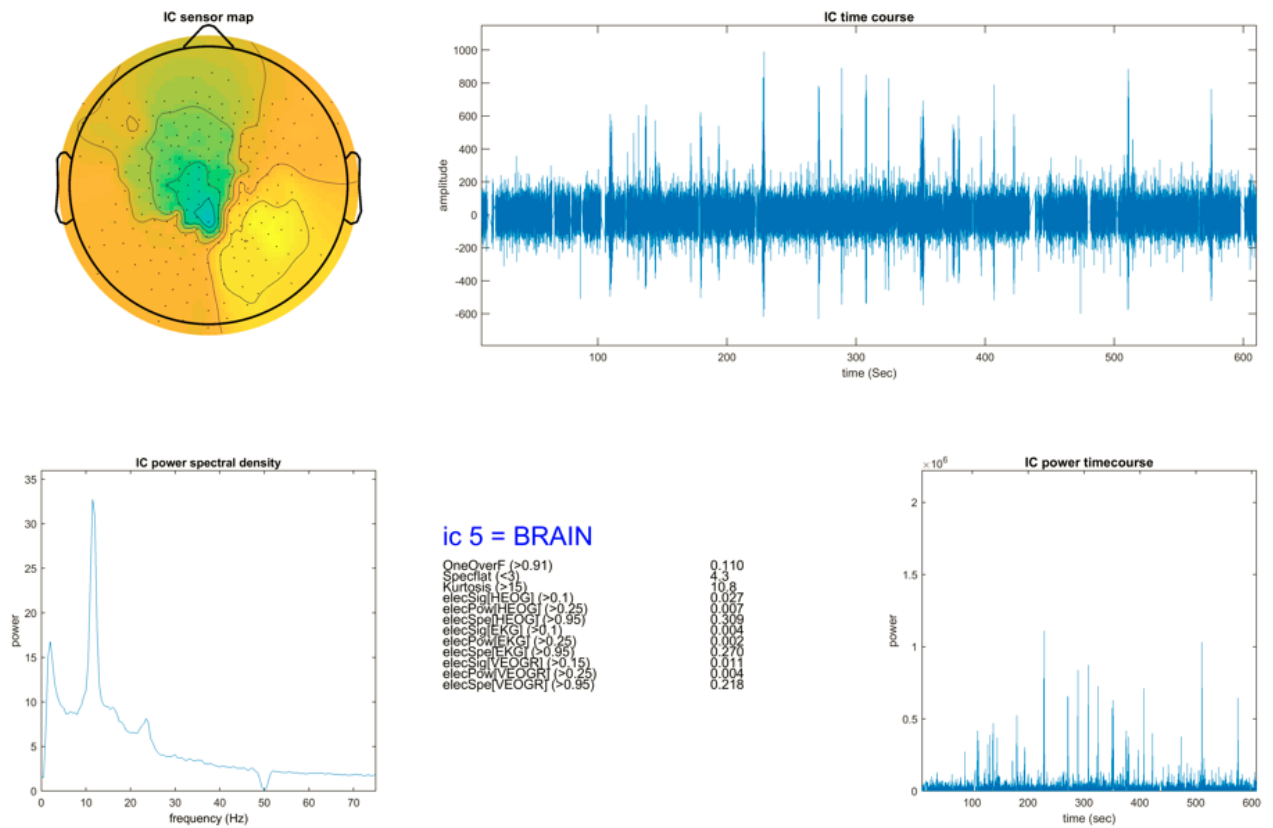 IC sensor map
IC time course
1000
800
600
400
200
0
-200
-400
-600
amplitude
100
200
300
400
500
600
time (Sec)
IC power spectral density
35
30
25
20
15
10
5
0
power
0
10
20
30
40
50
60
70
frequency (Hz)
ic 5 = BRAIN
OneOverF (>0.91) 0.110
Specflat (<3) 4.3
Kurtosis (>15) 10.8
elecSig[HEOG] (>0.1) 0.027
elecPow[HEOG] (>0.25) 0.007
elecSpe[HEOG] (>0.95) 0.309
elecSig[EKG] (>0.1) 0.004
elecPow[EKG] (>0.25) 0.002
elecSpe[EKG] (>0.95) 0.270
elecSig[VEOGR] (>0.15) 0.011
elecPow[VEOGR] (>0.25) 0.004
elecSpe[VEOGR] (>0.95) 0.218
IC power timecourse
×10⁶
2
1.5
1
0.5
0
power
100
200
300
400
500
600
time (sec)